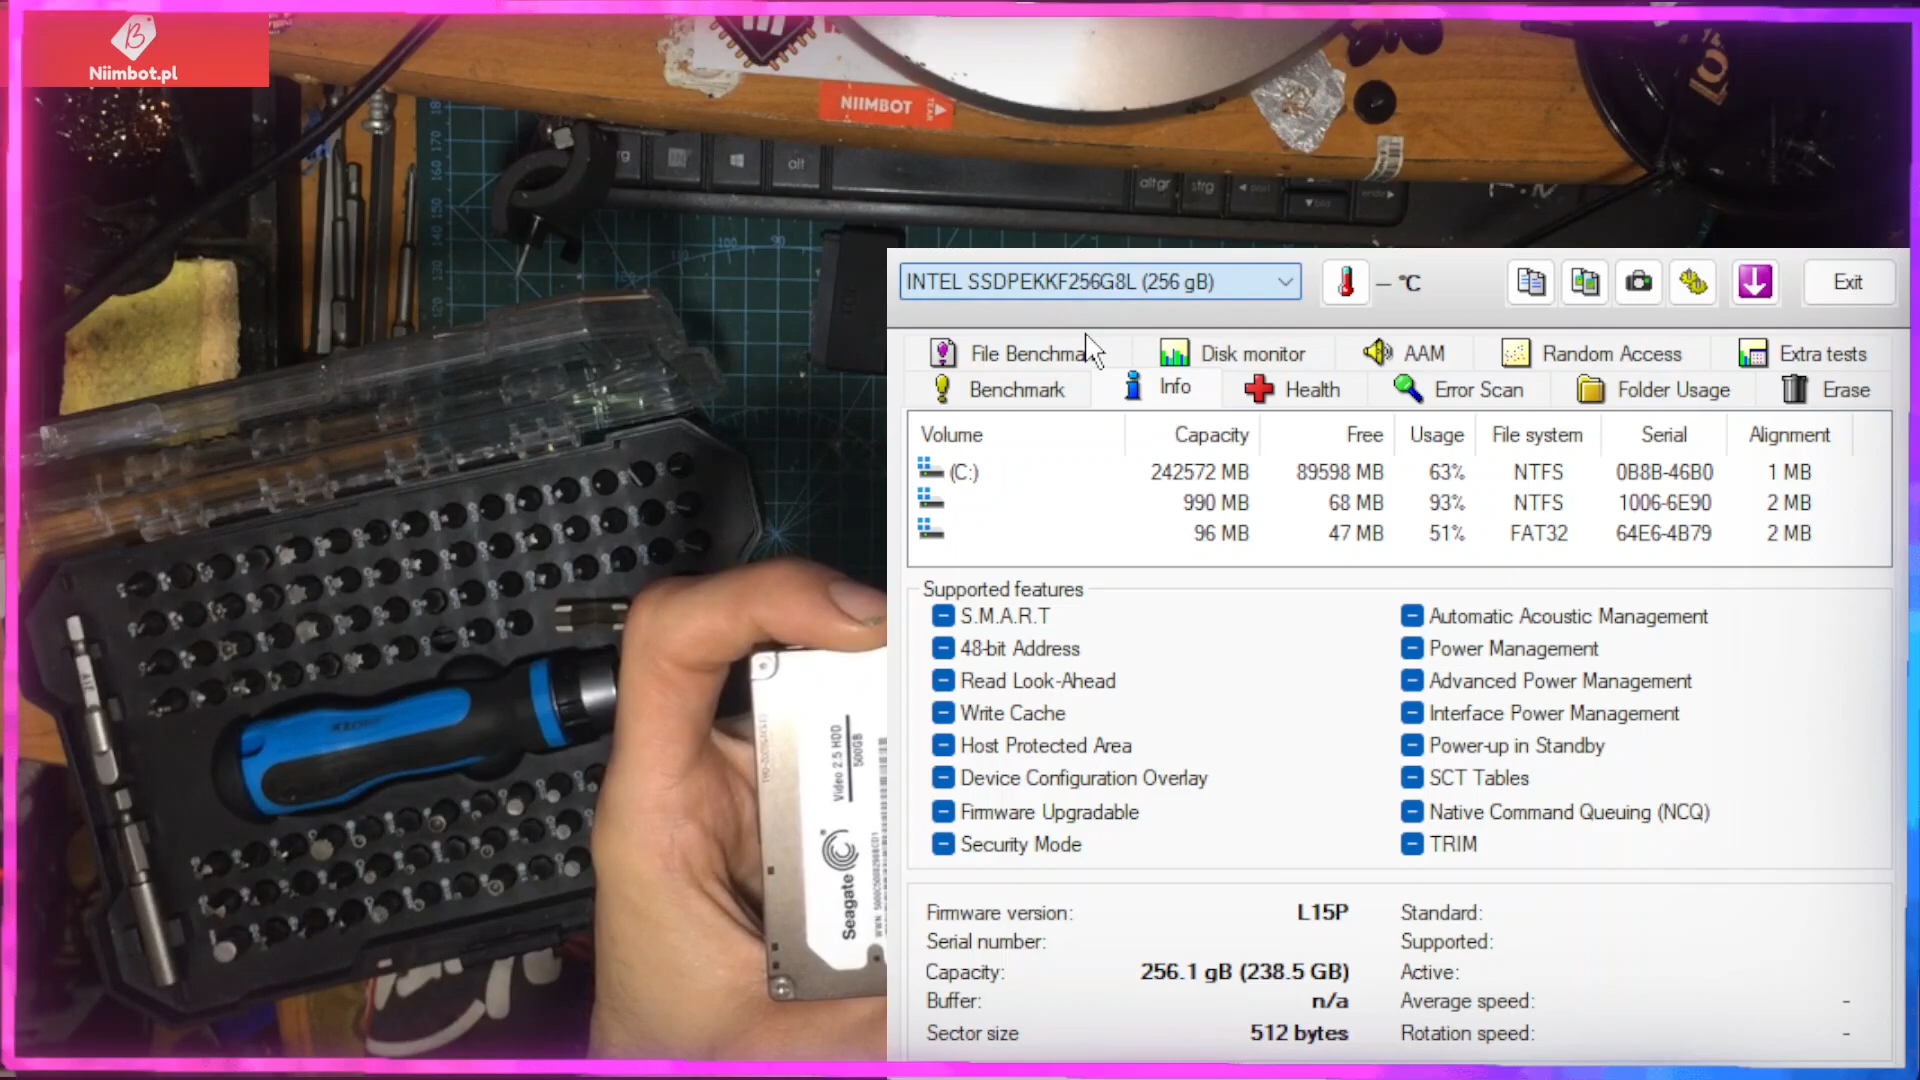 Niimbot.pl
NIIMBOT
TEAR
alt
altgr
strg
INTEL SSDPEKKF256G8L (256 gB)
– °C
Exit
File Benchma
Disk monitor
AAM
Random Access
Extra tests
Benchmark
Info
Health
Error Scan
Folder Usage
Erase
Volume Capacity Free Usage File system Serial Alignment
(C:) 242572 MB 89598 MB 63% NTFS 0B8B-46B0 1 MB
990 MB 68 MB 93% NTFS 1006-6E90 2 MB
96 MB 47 MB 51% FAT32 64E6-4B79 2 MB
Supported features
S.M.A.R.T
48-bit Address
Read Look-Ahead
Write Cache
Host Protected Area
Device Configuration Overlay
Firmware Upgradable
Security Mode
Automatic Acoustic Management
Power Management
Advanced Power Management
Interface Power Management
Power-up in Standby
SCT Tables
Native Command Queuing (NCQ)
TRIM
Firmware version: L15P
Serial number:
Capacity: 256.1 gB (238.5 GB)
Buffer: n/a
Sector size 512 bytes
Standard:
Supported:
Active:
Average speed: -
Rotation speed: -
Video 2.5 HDD
500GB
Seagate